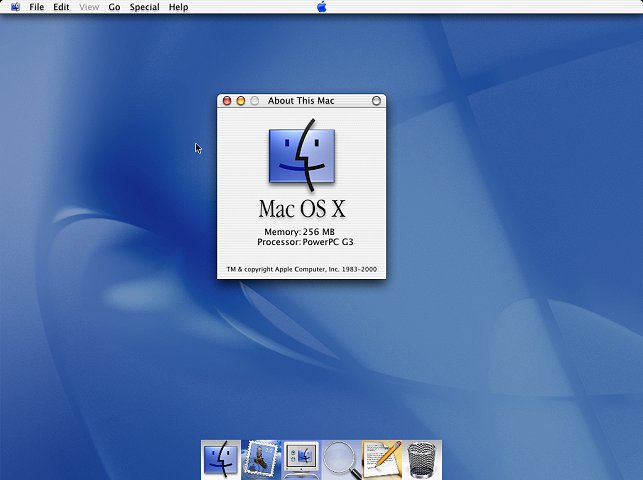 File Edit View Go Special Help
About This Mac
Mac OS X
Memory: 256 MB
Processor: PowerPC G3
TM & copyright Apple Computer, Inc. 1983-2000